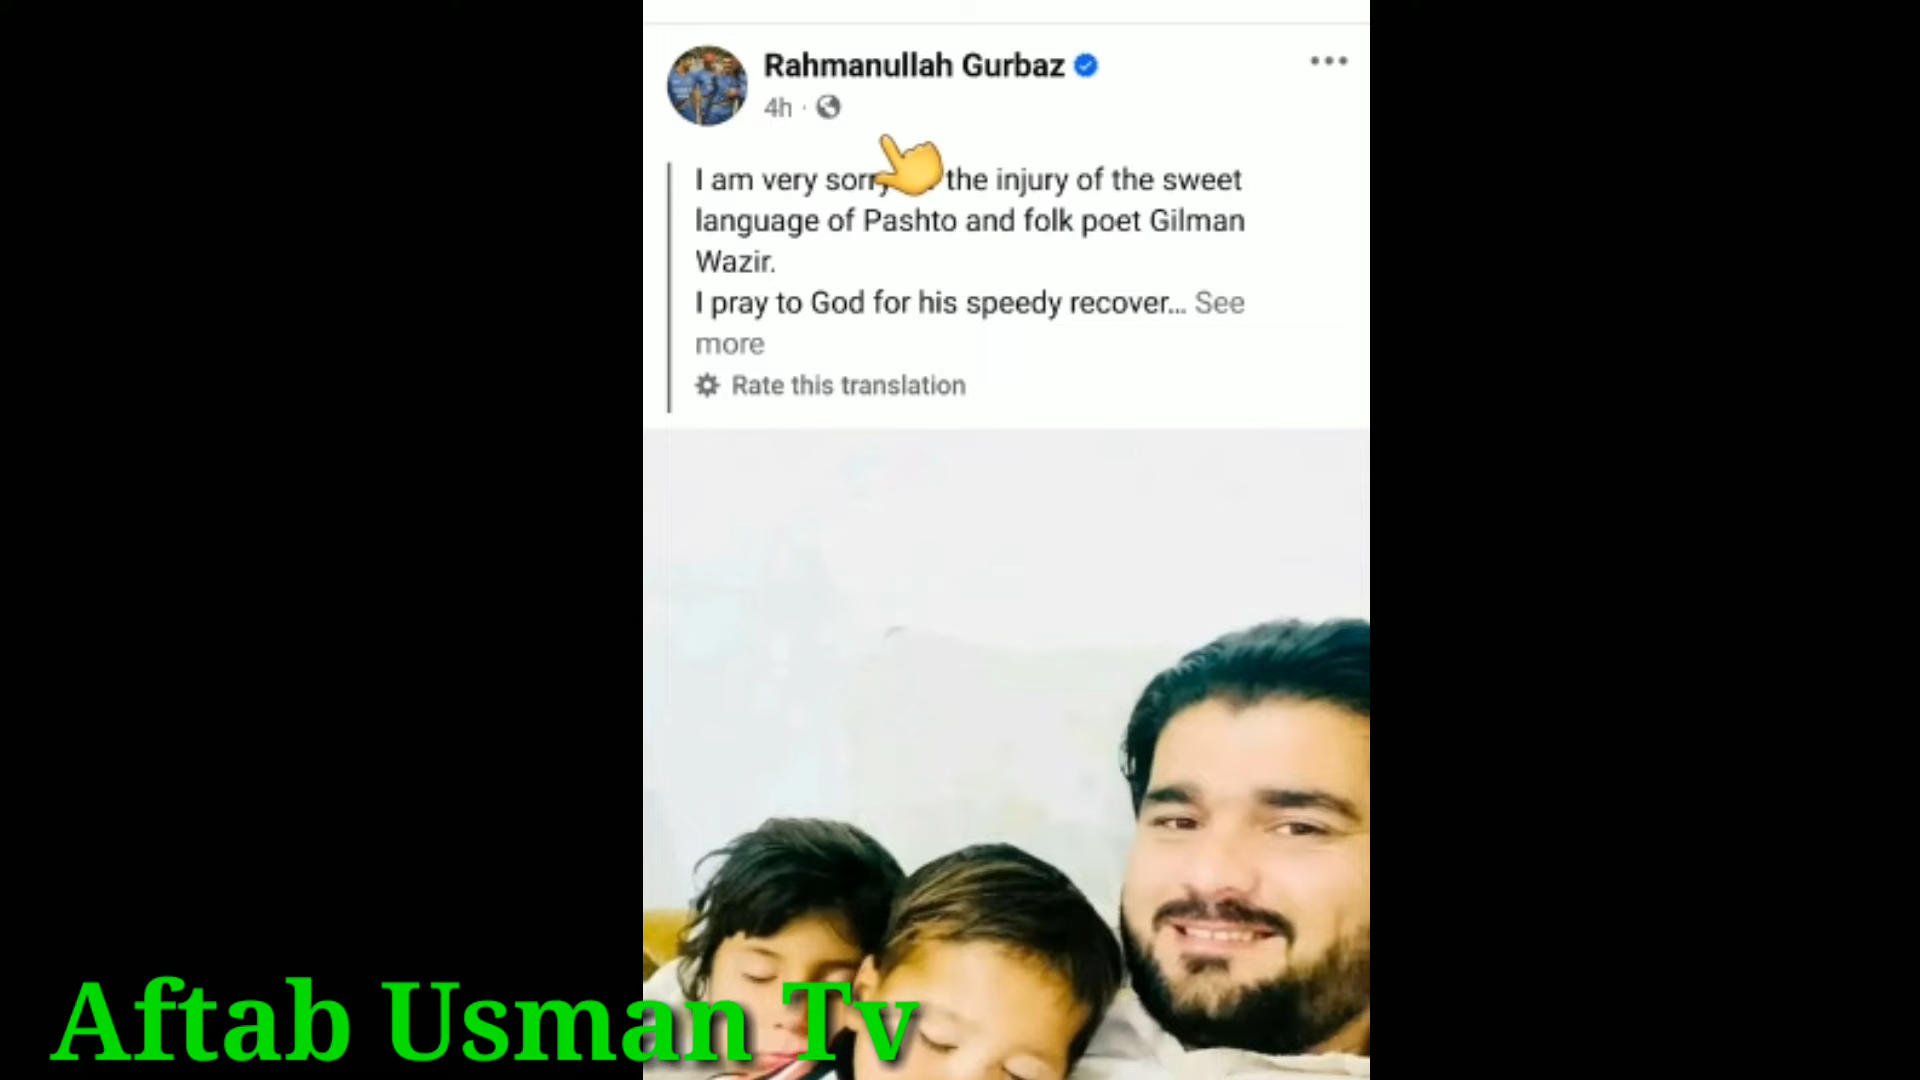 Rahmanullah Gurbaz
4h ·
I am very sorry the injury of the sweet
language of Pashto and folk poet Gilman
Wazir.
I pray to God for his speedy recover... See
more
Rate this translation
Aftab Usman Tv